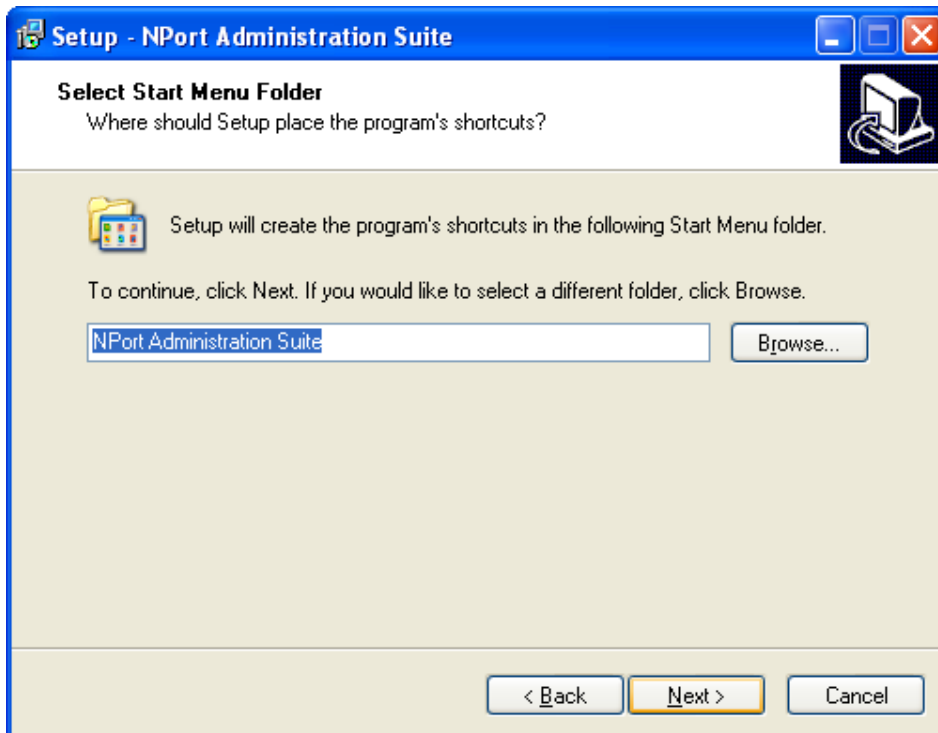 Setup - NPort Administration Suite
Select Start Menu Folder
Where should Setup place the program's shortcuts?
Setup will create the program's shortcuts in the following Start Menu folder.
To continue, click Next. If you would like to select a different folder, click Browse.
NPort Administration Suite
Browse...
< Back
Next >
Cancel